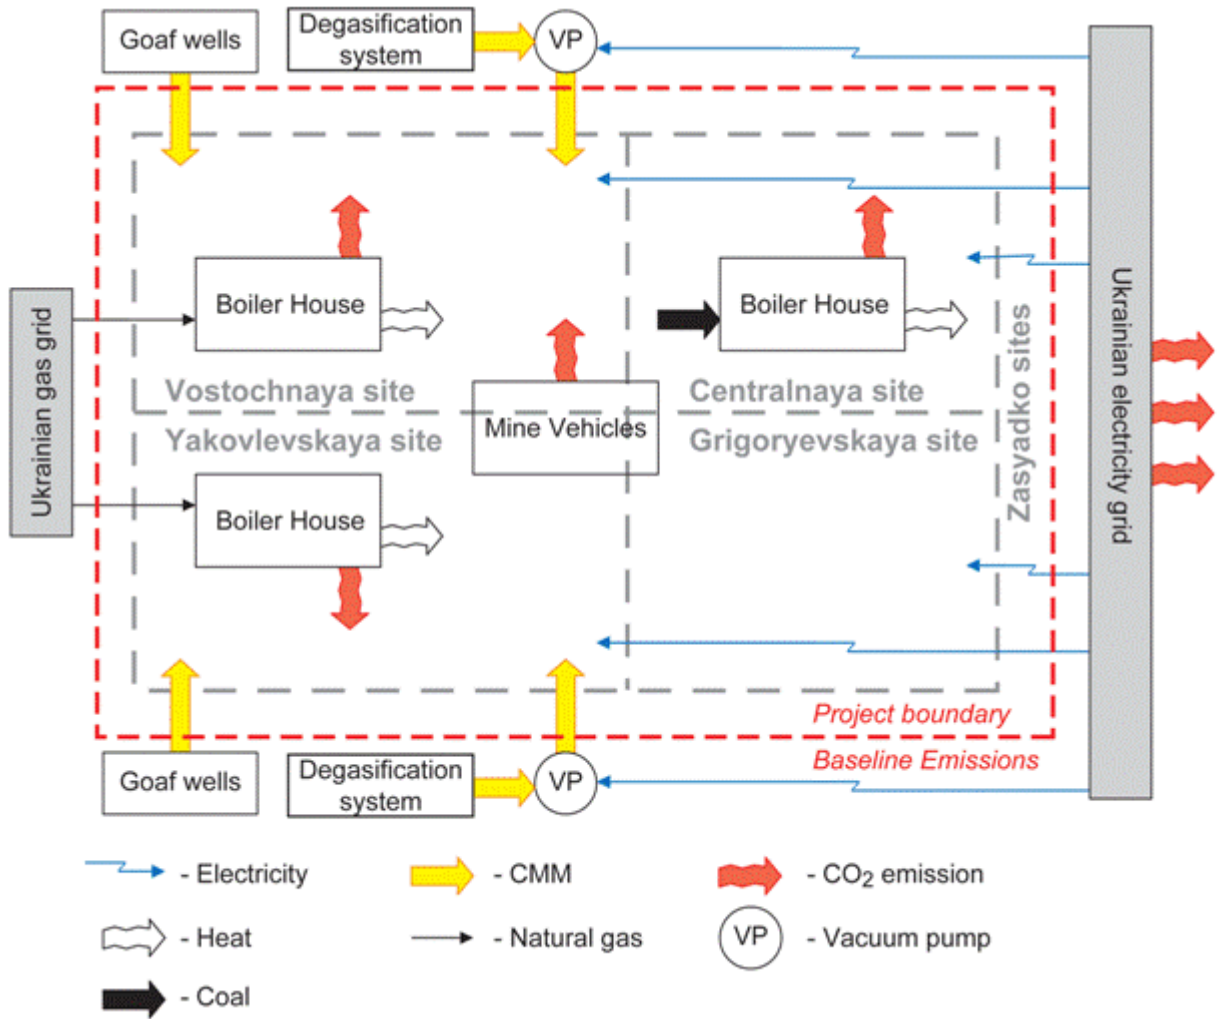 Goaf wells
Degasification
system
VP
Boiler House
Boiler House
Ukrainian gas grid
Vostochnaya site
Centralnaya site
Mine Vehicles
Yakovlevskaya site
Grigoryevskaya site
Zasyadko sites
Ukrainian electricity grid
Boiler House
Project boundary
Baseline Emissions
Goaf wells
Degasification
system
VP
- Electricity
- CMM
- CO2 emission
- Heat
- Natural gas
VP
- Vacuum pump
- Coal